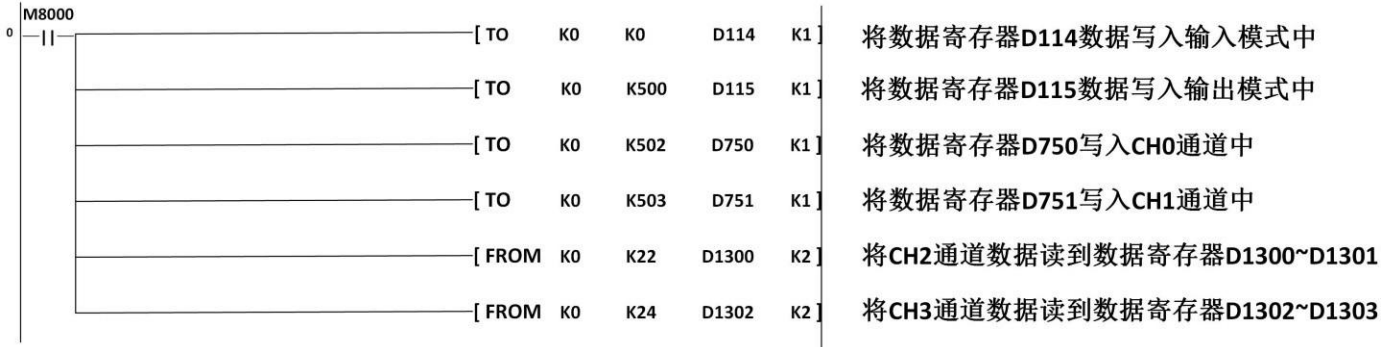 M8000
0 [ TO K0 K0 D114 K1 ] 将数据寄存器D114数据写入输入模式中
[ TO K0 K500 D115 K1 ] 将数据寄存器D115数据写入输出模式中
[ TO K0 K502 D750 K1 ] 将数据寄存器D750写入CH0通道中
[ TO K0 K503 D751 K1 ] 将数据寄存器D751写入CH1通道中
[ FROM K0 K22 D1300 K2 ] 将CH2通道数据读到数据寄存器D1300~D1301
[ FROM K0 K24 D1302 K2 ] 将CH3通道数据读到数据寄存器D1302~D1303